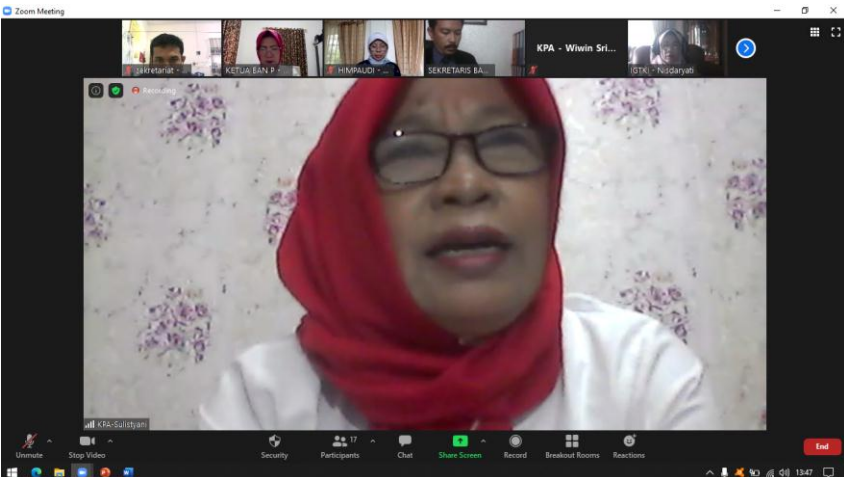 Zoom Meeting
sekretariat - ...
KETUA BAN P -
HIMPAUDI - ...
SEKRETARIS BA...
KPA - Wiwin Sri...
IGTKI - Nisdaryati
Recording
KPA-Sulistyani
Unmute
Stop Video
Security
Participants
17
Chat
Share Screen
Record
Breakout Rooms
Reactions
End
13:47